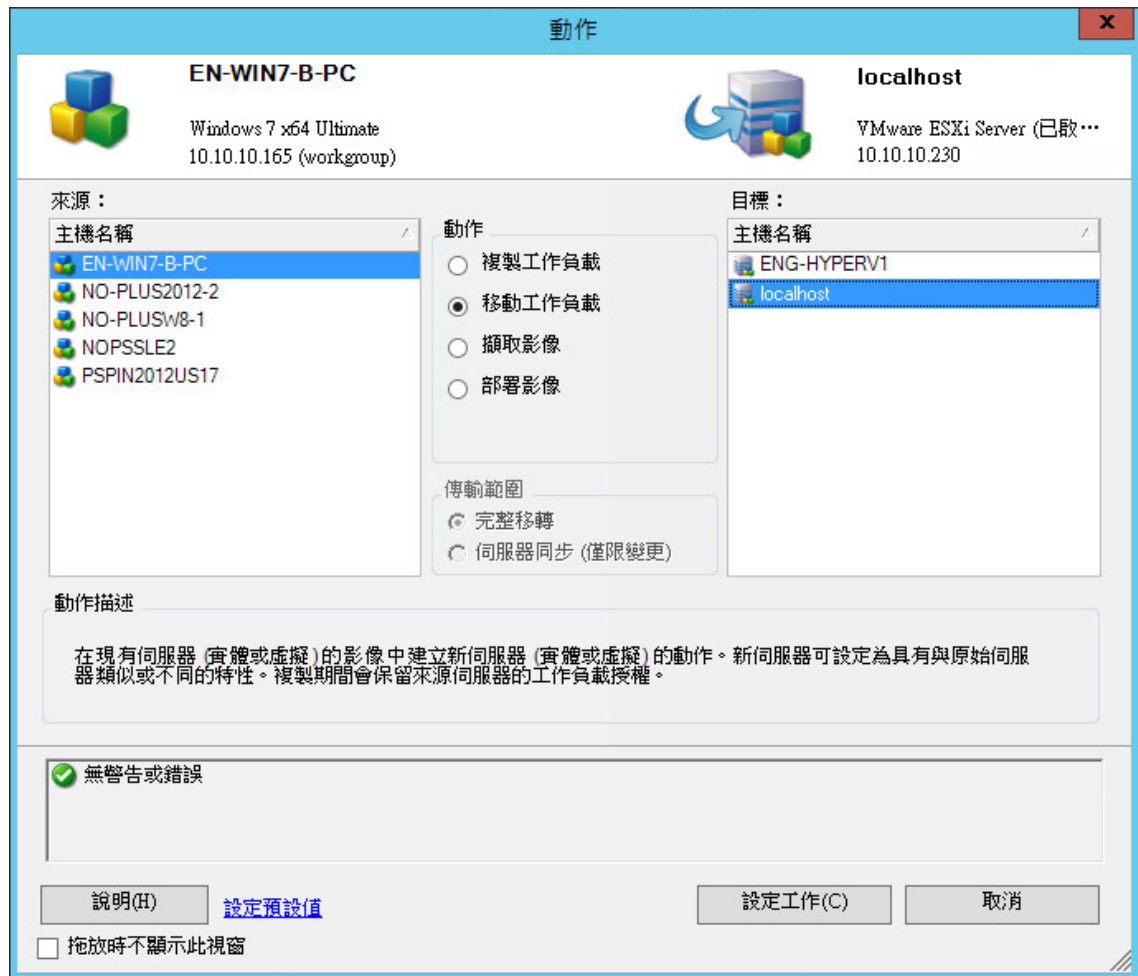 動作
X
EN-WIN7-B-PC
Windows 7 x64 Ultimate
10.10.10.165 (workgroup)
localhost
VMware ESXi Server (已啟…
10.10.10.230
來源：
主機名稱
EN-WIN7-B-PC
NO-PLUS2012-2
NO-PLUSW8-1
NOPSSLE2
PSPIN2012US17
動作
複製工作負載
移動工作負載
擷取影像
部署影像
傳輸範圍
完整移轉
伺服器同步 (僅限變更)
目標：
主機名稱
ENG-HYPERV1
localhost
動作描述
在現有伺服器 (實體或虛擬)的影像中建立新伺服器 (實體或虛擬)的動作。新伺服器可設定為具有與原始伺服
器類似或不同的特性。複製期間會保留來源伺服器的工作負載授權。
無警告或錯誤
說明(H)
設定預設值
設定工作(C)
取消
拖放時不顯示此視窗